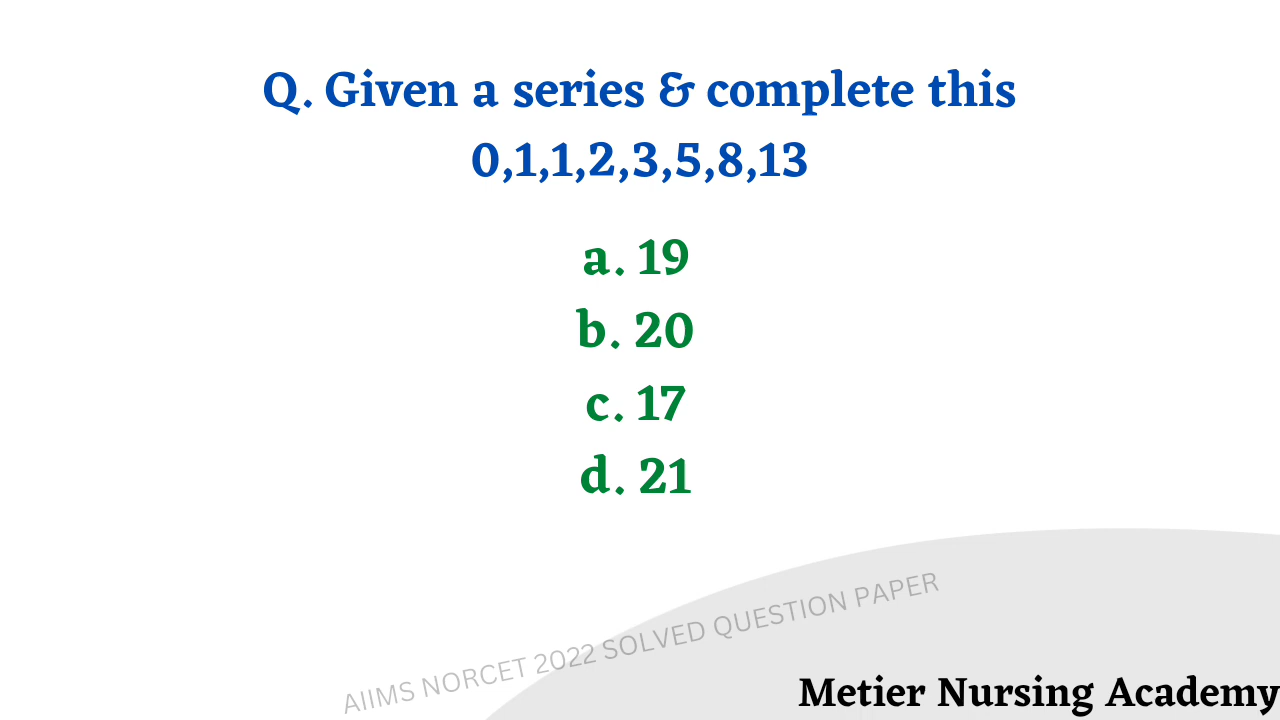 Q. Given a series & complete this
0,1,1,2,3,5,8,13
a. 19
b. 20
c. 17
d. 21
AIIMS NORCET 2022 SOLVED QUESTION PAPER
Metier Nursing Academy